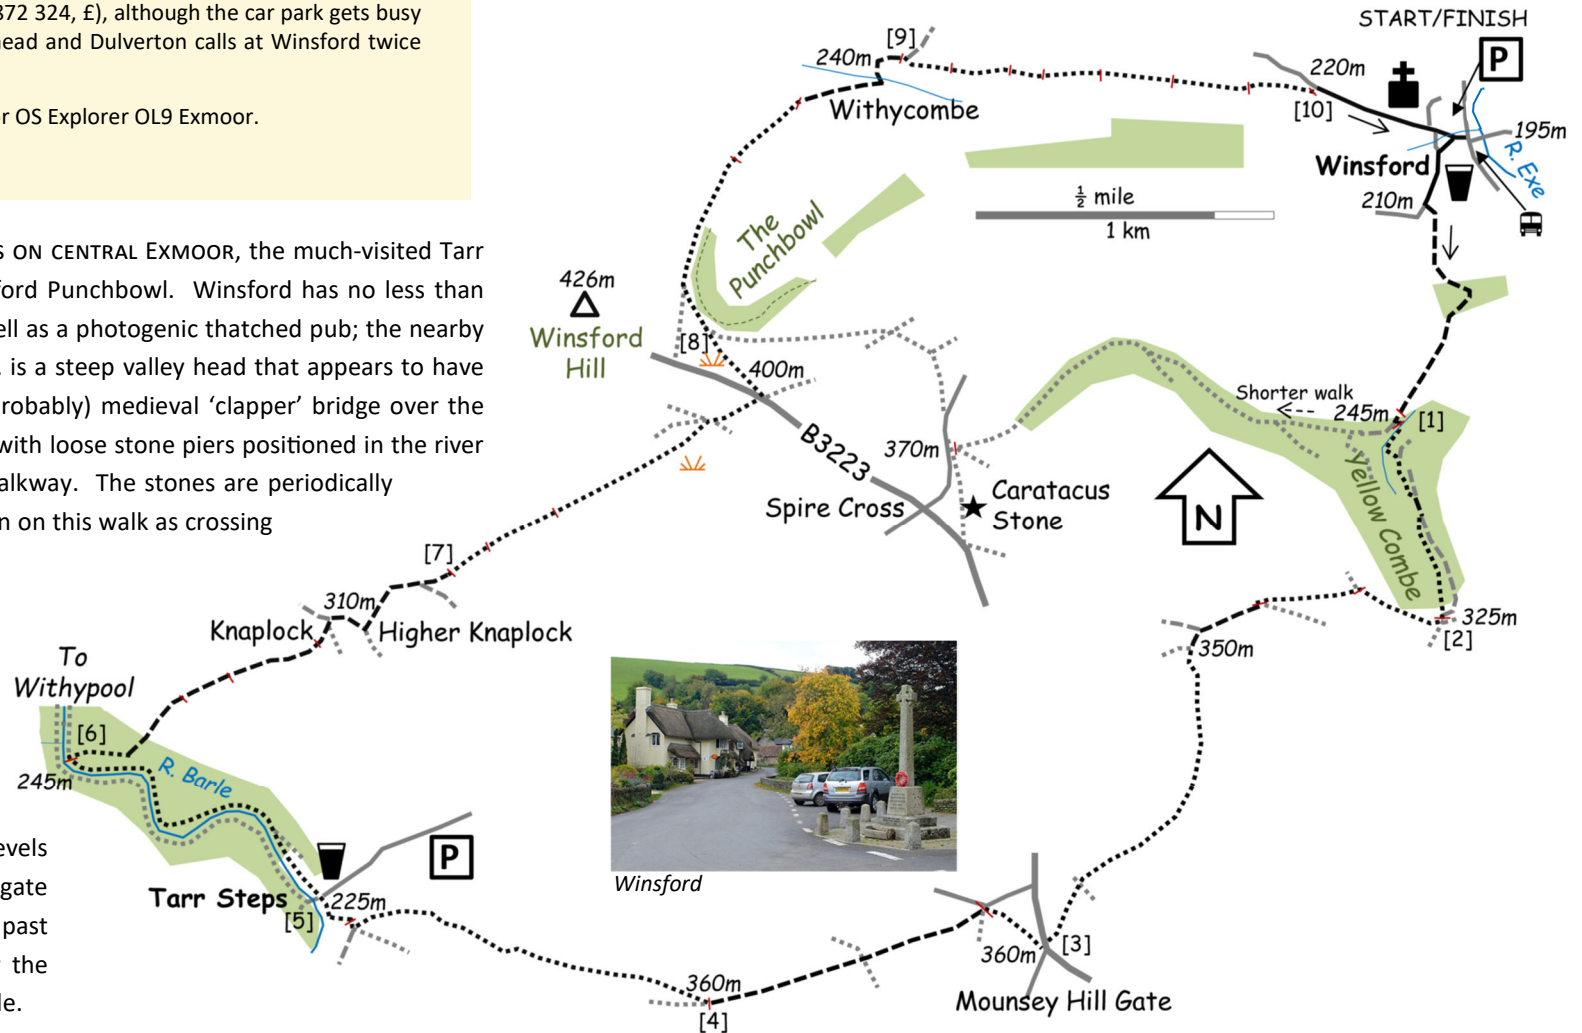 872 324, £), although the car park gets busy
head and Dulverton calls at Winsford twice
or OS Explorer OL9 Exmoor.
S ON CENTRAL EXMOOR, the much-visited Tarr
ford Punchbowl. Winsford has no less than
ell as a photogenic thatched pub; the nearby
, is a steep valley head that appears to have
probably) medieval ‘clapper’ bridge over the
with loose stone piers positioned in the river
alkway. The stones are periodically
n on this walk as crossing
evels
gate
past
the
le.
START/FINISH
P
[9]
240m
220m
Withycombe
[10]
195m
Winsford
R. Exe
210m
½ mile
1 km
The
Punchbowl
426m
Winsford
Hill
[8]
400m
Shorter walk
245m
[1]
B3223
370m
Yellow Combe
Spire Cross
Caratacus
Stone
N
[7]
310m
Knaplock
Higher Knaplock
325m
[2]
350m
To
Withypool
[6]
245m
R. Barle
P
Winsford
Tarr Steps
225m
[5]
360m
[3]
360m
[4]
Mounsey Hill Gate